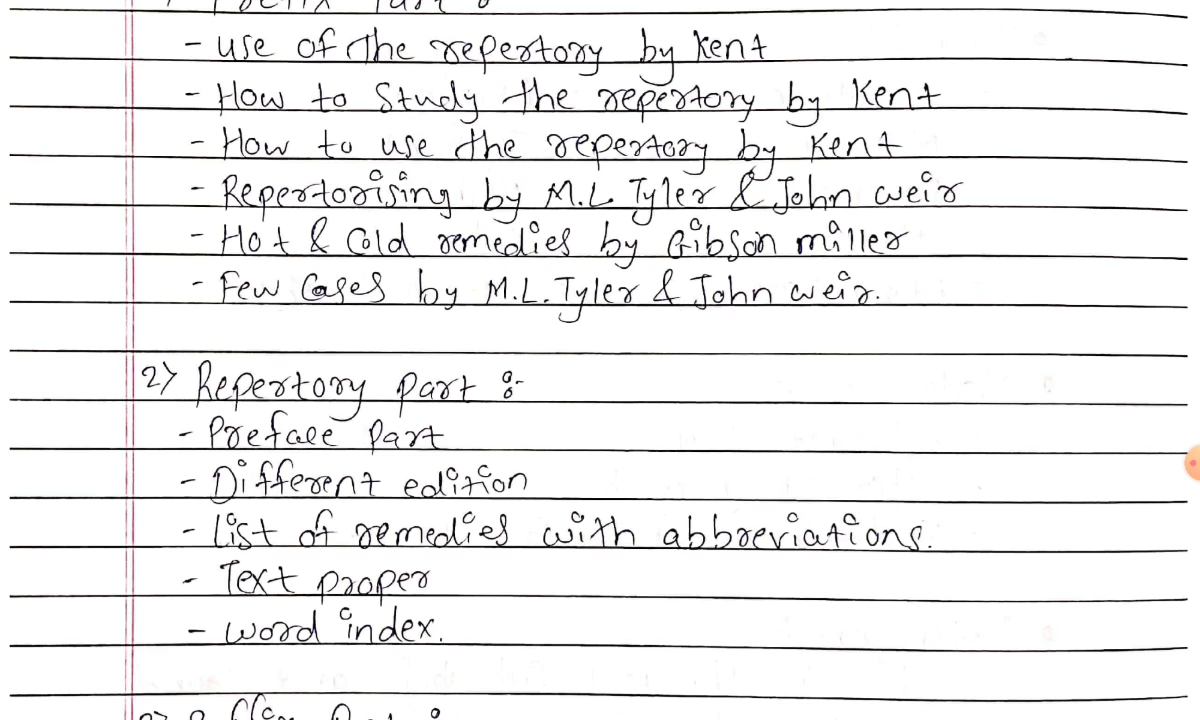 - use of the repertory by Kent
- How to Study the repertory by Kent
- How to use the repertory by Kent
- Repertorising by M.L Tyler & John weir
- Hot & Cold remedies by Gibson miller
- Few Cases by M.L. Tyler & John weir.
2) Repertory part :-
- Preface Part
- Different edition
- List of remedies with abbreviations.
- Text proper
- word index.